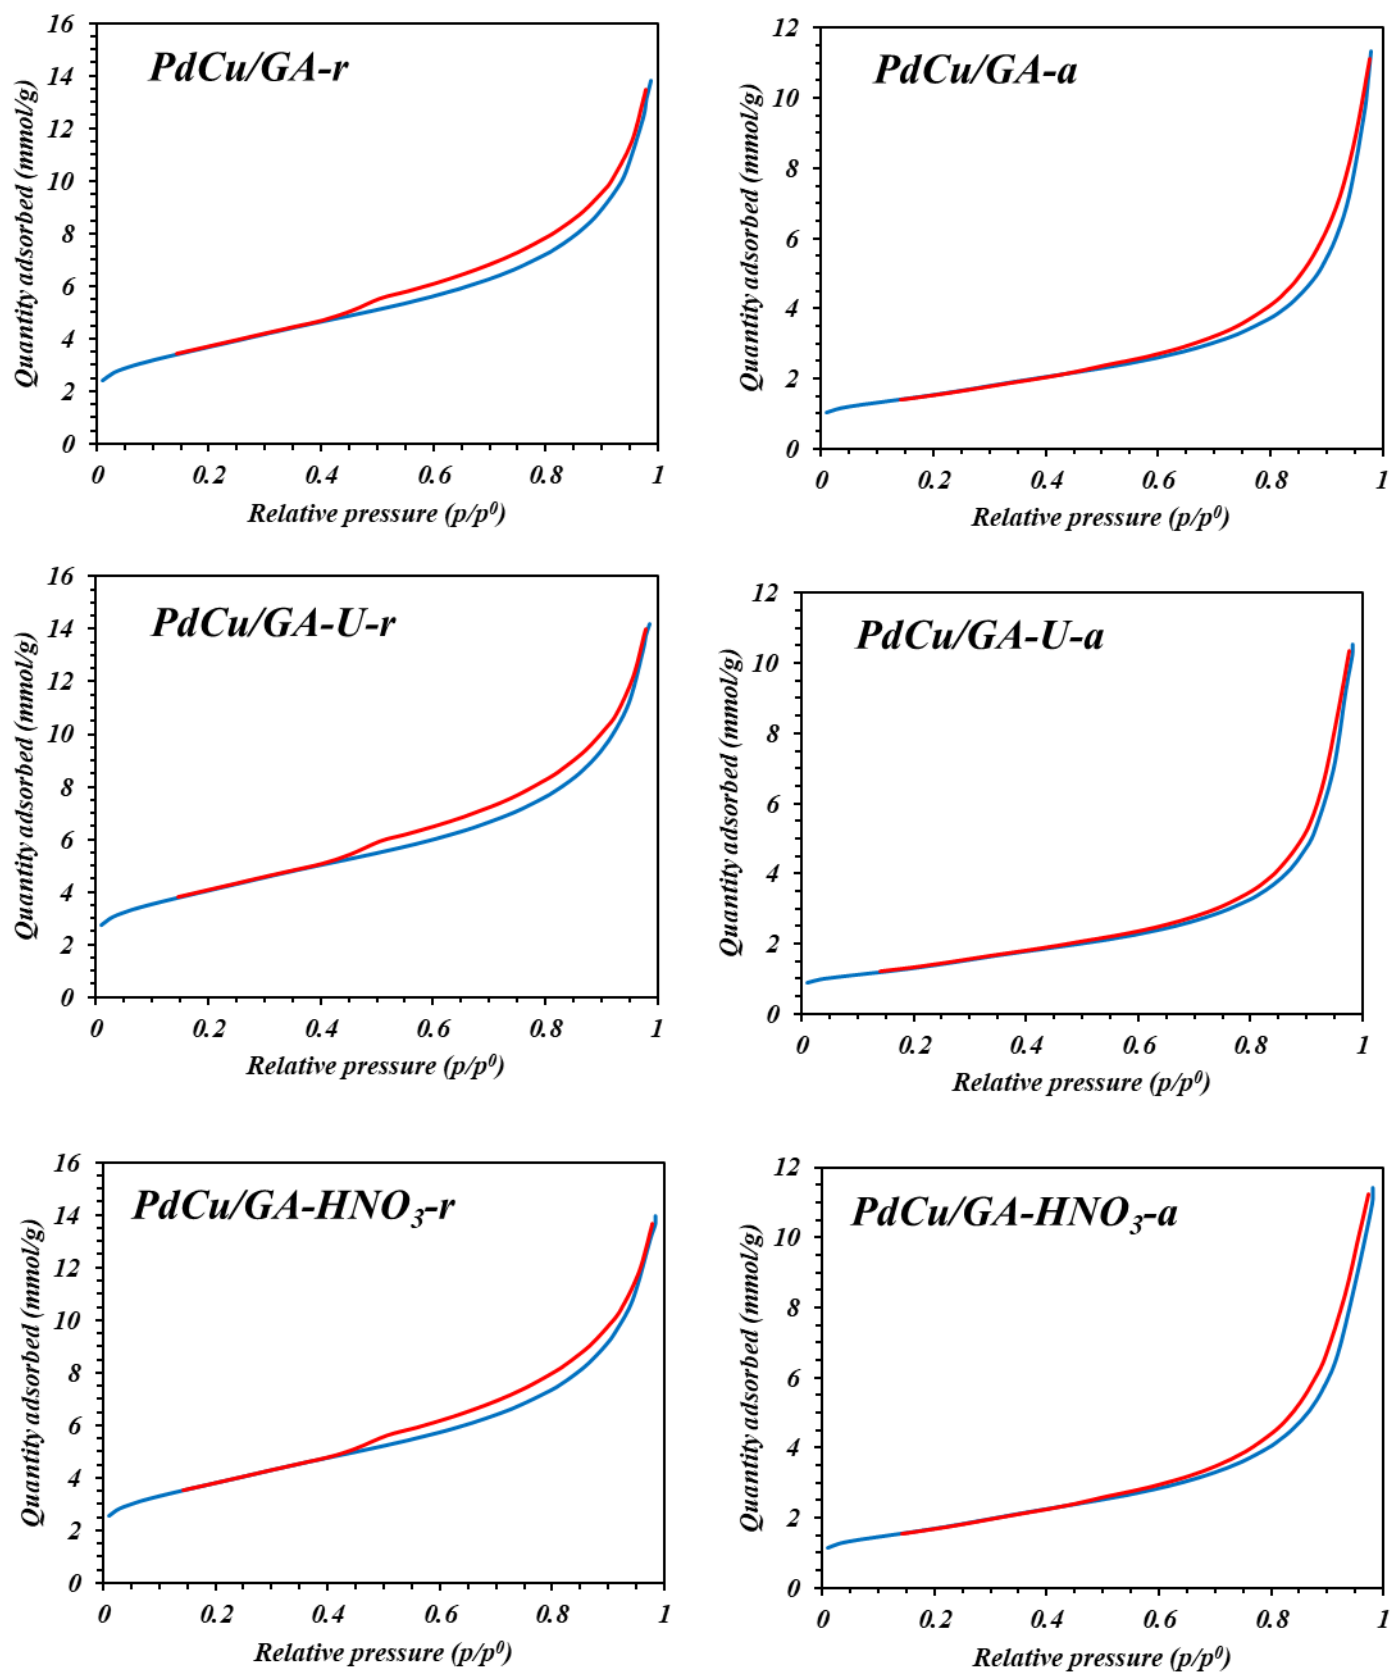 PdCu/GA-r
Quantity adsorbed (mmol/g)
16
14
12
10
8
6
4
2
0
0 0.2 0.4 0.6 0.8 1
Relative pressure (p/p⁰)
PdCu/GA-a
Quantity adsorbed (mmol/g)
12
10
8
6
4
2
0
0 0.2 0.4 0.6 0.8 1
Relative pressure (p/p⁰)
PdCu/GA-U-r
Quantity adsorbed (mmol/g)
16
14
12
10
8
6
4
2
0
0 0.2 0.4 0.6 0.8 1
Relative pressure (p/p⁰)
PdCu/GA-U-a
Quantity adsorbed (mmol/g)
12
10
8
6
4
2
0
0 0.2 0.4 0.6 0.8 1
Relative pressure (p/p⁰)
PdCu/GA-HNO₃-r
Quantity adsorbed (mmol/g)
16
14
12
10
8
6
4
2
0
0 0.2 0.4 0.6 0.8 1
Relative pressure (p/p⁰)
PdCu/GA-HNO₃-a
Quantity adsorbed (mmol/g)
12
10
8
6
4
2
0
0 0.2 0.4 0.6 0.8 1
Relative pressure (p/p⁰)